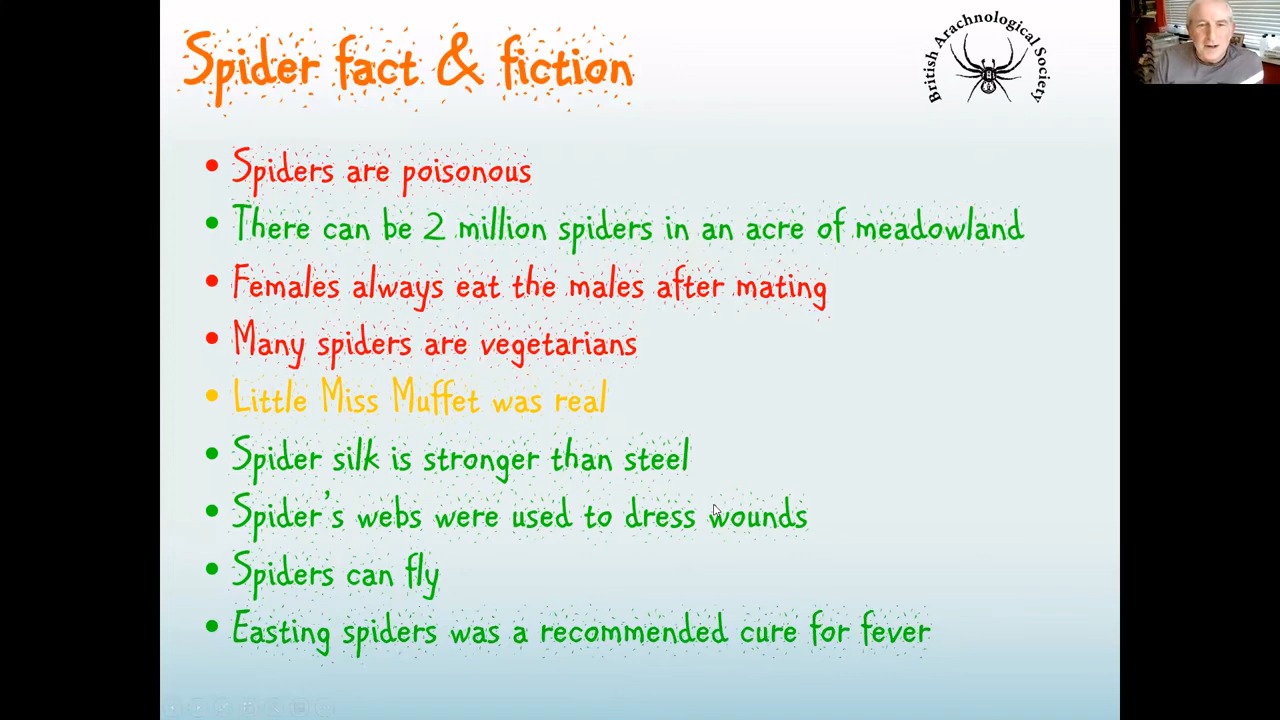 Spider fact & fiction
British Arachnological Society
• Spiders are poisonous
• There can be 2 million spiders in an acre of meadowland
• Females always eat the males after mating
• Many spiders are vegetarians
• Little Miss Muffet was real
• Spider silk is stronger than steel
• Spider's webs were used to dress wounds
• Spiders can fly
• Easting spiders was a recommended cure for fever